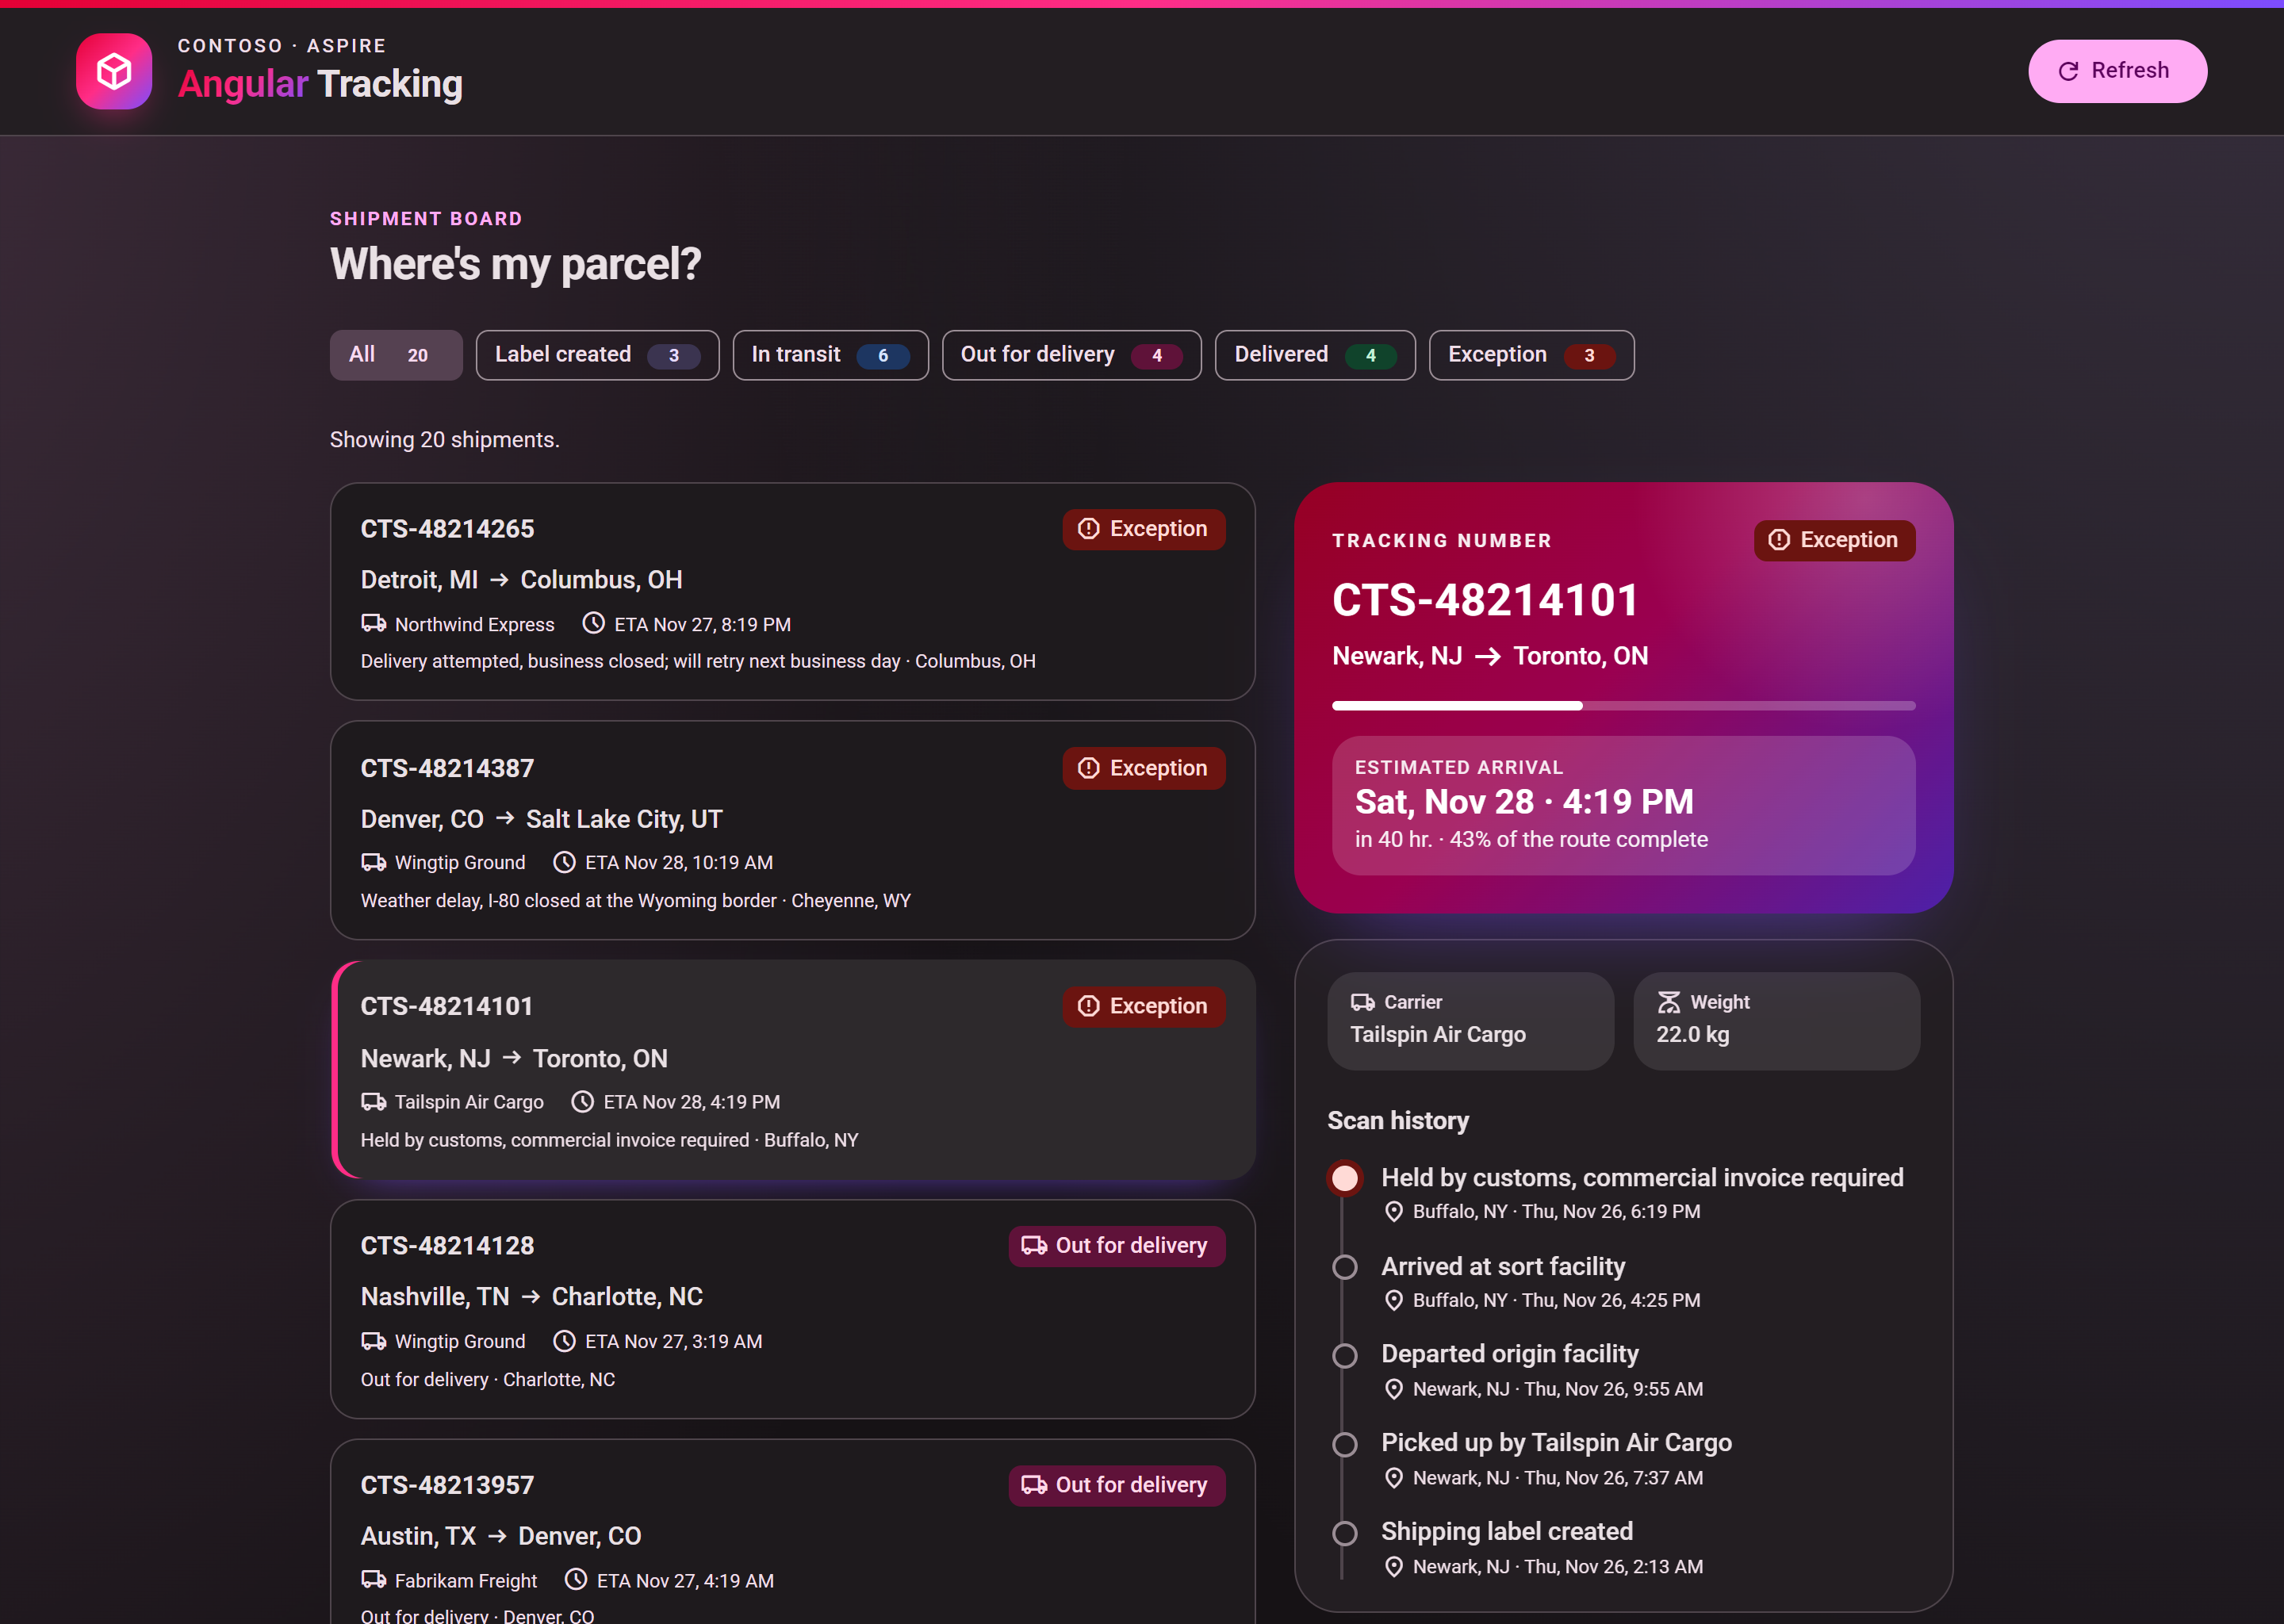 CONTOSO · ASPIRE
Angular Tracking
Refresh
SHIPMENT BOARD
Where's my parcel?
All 20
Label created 3
In transit 6
Out for delivery 4
Delivered 4
Exception 3
Showing 20 shipments.
CTS-48214265
Exception
Detroit, MI → Columbus, OH
Northwind Express
ETA Nov 27, 8:19 PM
Delivery attempted, business closed; will retry next business day · Columbus, OH
CTS-48214387
Exception
Denver, CO → Salt Lake City, UT
Wingtip Ground
ETA Nov 28, 10:19 AM
Weather delay, I-80 closed at the Wyoming border · Cheyenne, WY
CTS-48214101
Exception
Newark, NJ → Toronto, ON
Tailspin Air Cargo
ETA Nov 28, 4:19 PM
Held by customs, commercial invoice required · Buffalo, NY
CTS-48214128
Out for delivery
Nashville, TN → Charlotte, NC
Wingtip Ground
ETA Nov 27, 3:19 AM
Out for delivery · Charlotte, NC
CTS-48213957
Out for delivery
Austin, TX → Denver, CO
Fabrikam Freight
ETA Nov 27, 4:19 AM
Out for delivery · Denver, CO
TRACKING NUMBER
Exception
CTS-48214101
Newark, NJ → Toronto, ON
ESTIMATED ARRIVAL
Sat, Nov 28 · 4:19 PM
in 40 hr. · 43% of the route complete
Carrier
Tailspin Air Cargo
Weight
22.0 kg
Scan history
Held by customs, commercial invoice required
Buffalo, NY · Thu, Nov 26, 6:19 PM
Arrived at sort facility
Buffalo, NY · Thu, Nov 26, 4:25 PM
Departed origin facility
Newark, NJ · Thu, Nov 26, 9:55 AM
Picked up by Tailspin Air Cargo
Newark, NJ · Thu, Nov 26, 7:37 AM
Shipping label created
Newark, NJ · Thu, Nov 26, 2:13 AM